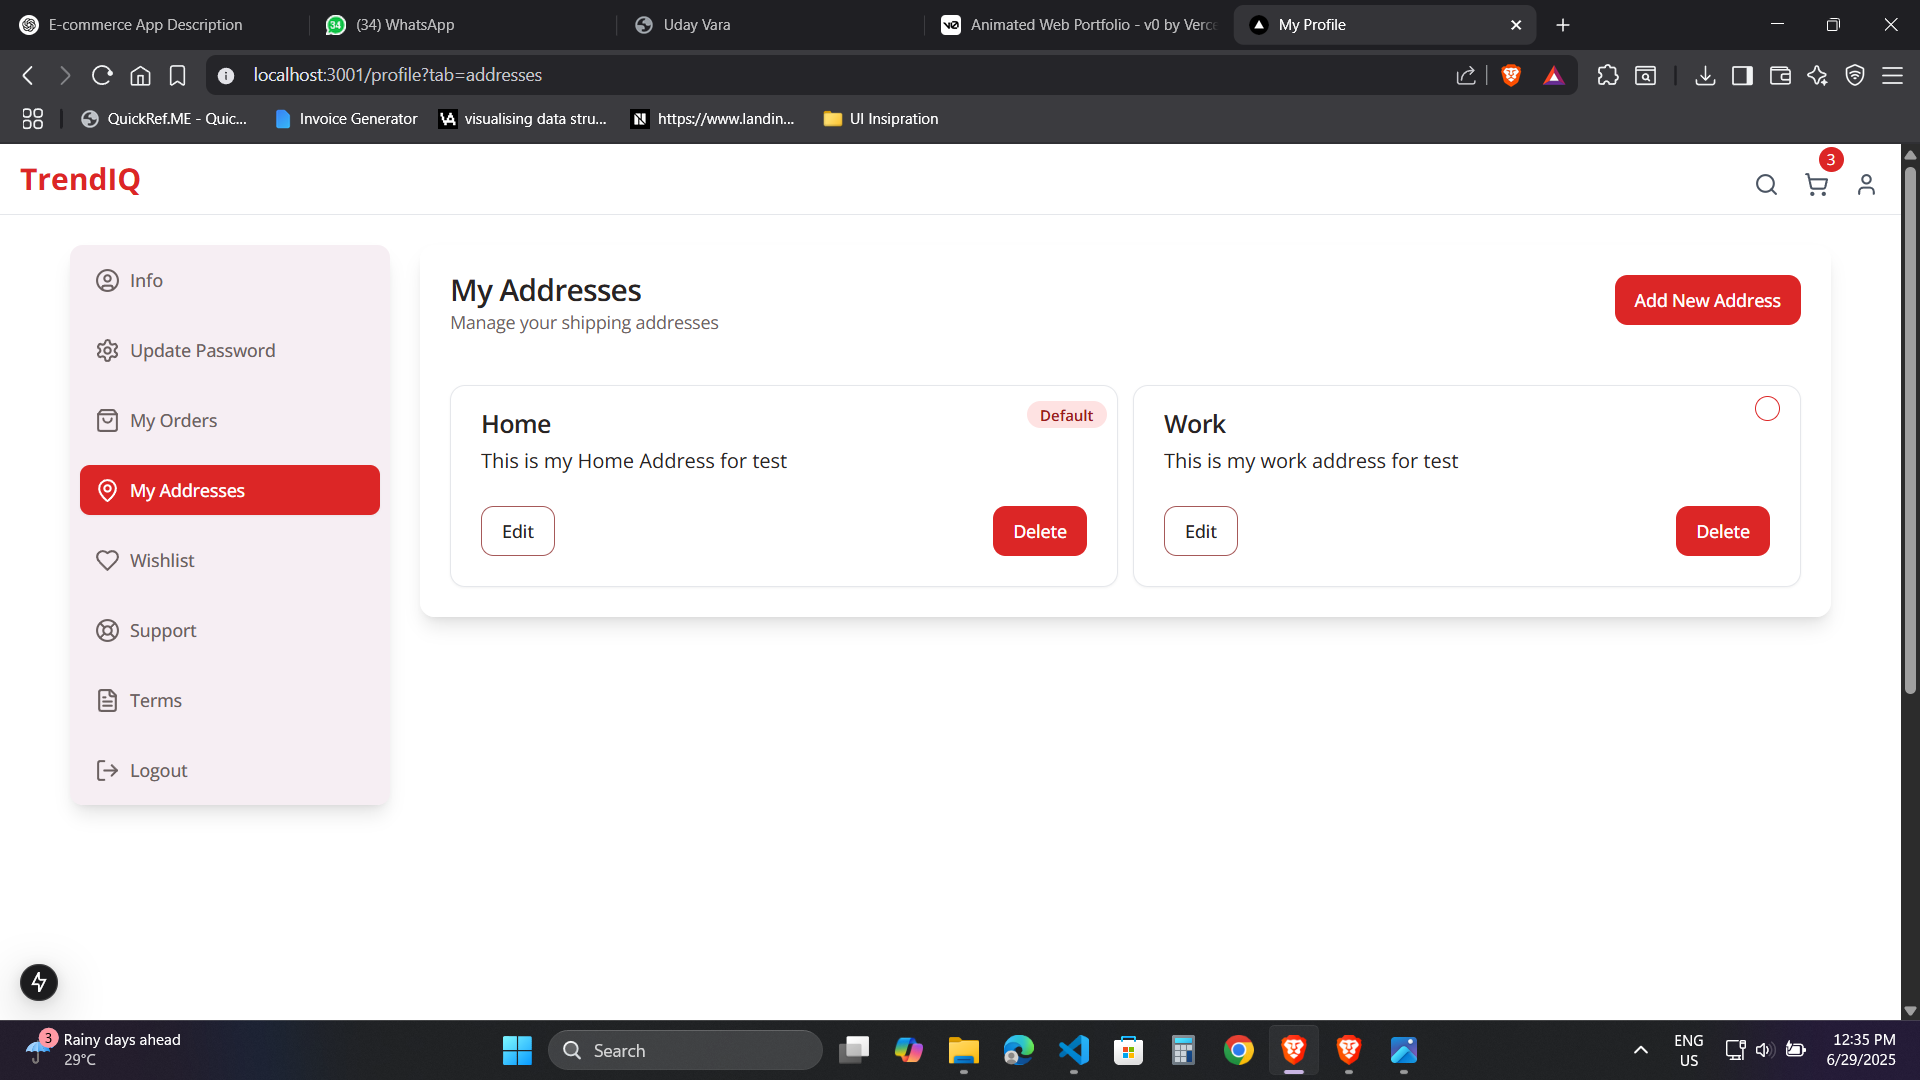 E-commerce App Description
34
(34) WhatsApp
Uday Vara
v0
Animated Web Portfolio - v0 by Verce
My Profile
localhost:3001/profile?tab=addresses
QuickRef.ME - Quic...
Invoice Generator
VA
visualising data stru...
N
https://www.landin...
UI Insipration
TrendIQ
3
Info
Update Password
My Orders
My Addresses
Wishlist
Support
Terms
Logout
My Addresses
Manage your shipping addresses
Add New Address
Home
Default
This is my Home Address for test
Edit
Delete
Work
This is my work address for test
Edit
Delete
3
Rainy days ahead
29°C
Search
ENG
US
12:35 PM
6/29/2025